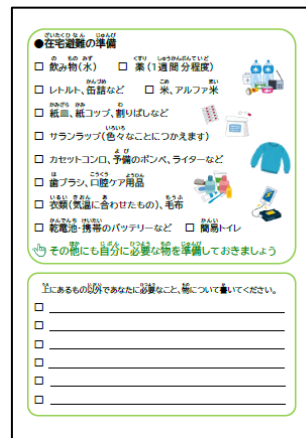 ●在宅避難の準備
□ 飲み物(水) □ 薬(1週間分程度)
□ レトルト、缶詰など □ 米、アルファ米
□ 紙皿、紙コップ、割りばしなど
□ サランラップ(色々なことにつかえます)
□ カセットコンロ、予備のボンベ、ライターなど
□ 歯ブラシ、口腔ケア用品
□ 衣類(気温に合わせたもの)、毛布
□ 乾電池・携帯のバッテリーなど □ 簡易トイレ
その他にも自分に必要な物を準備しておきましょう
上にあるもの以外であなたに必要なこと、物について書いてください。
□
□
□
□
□
□